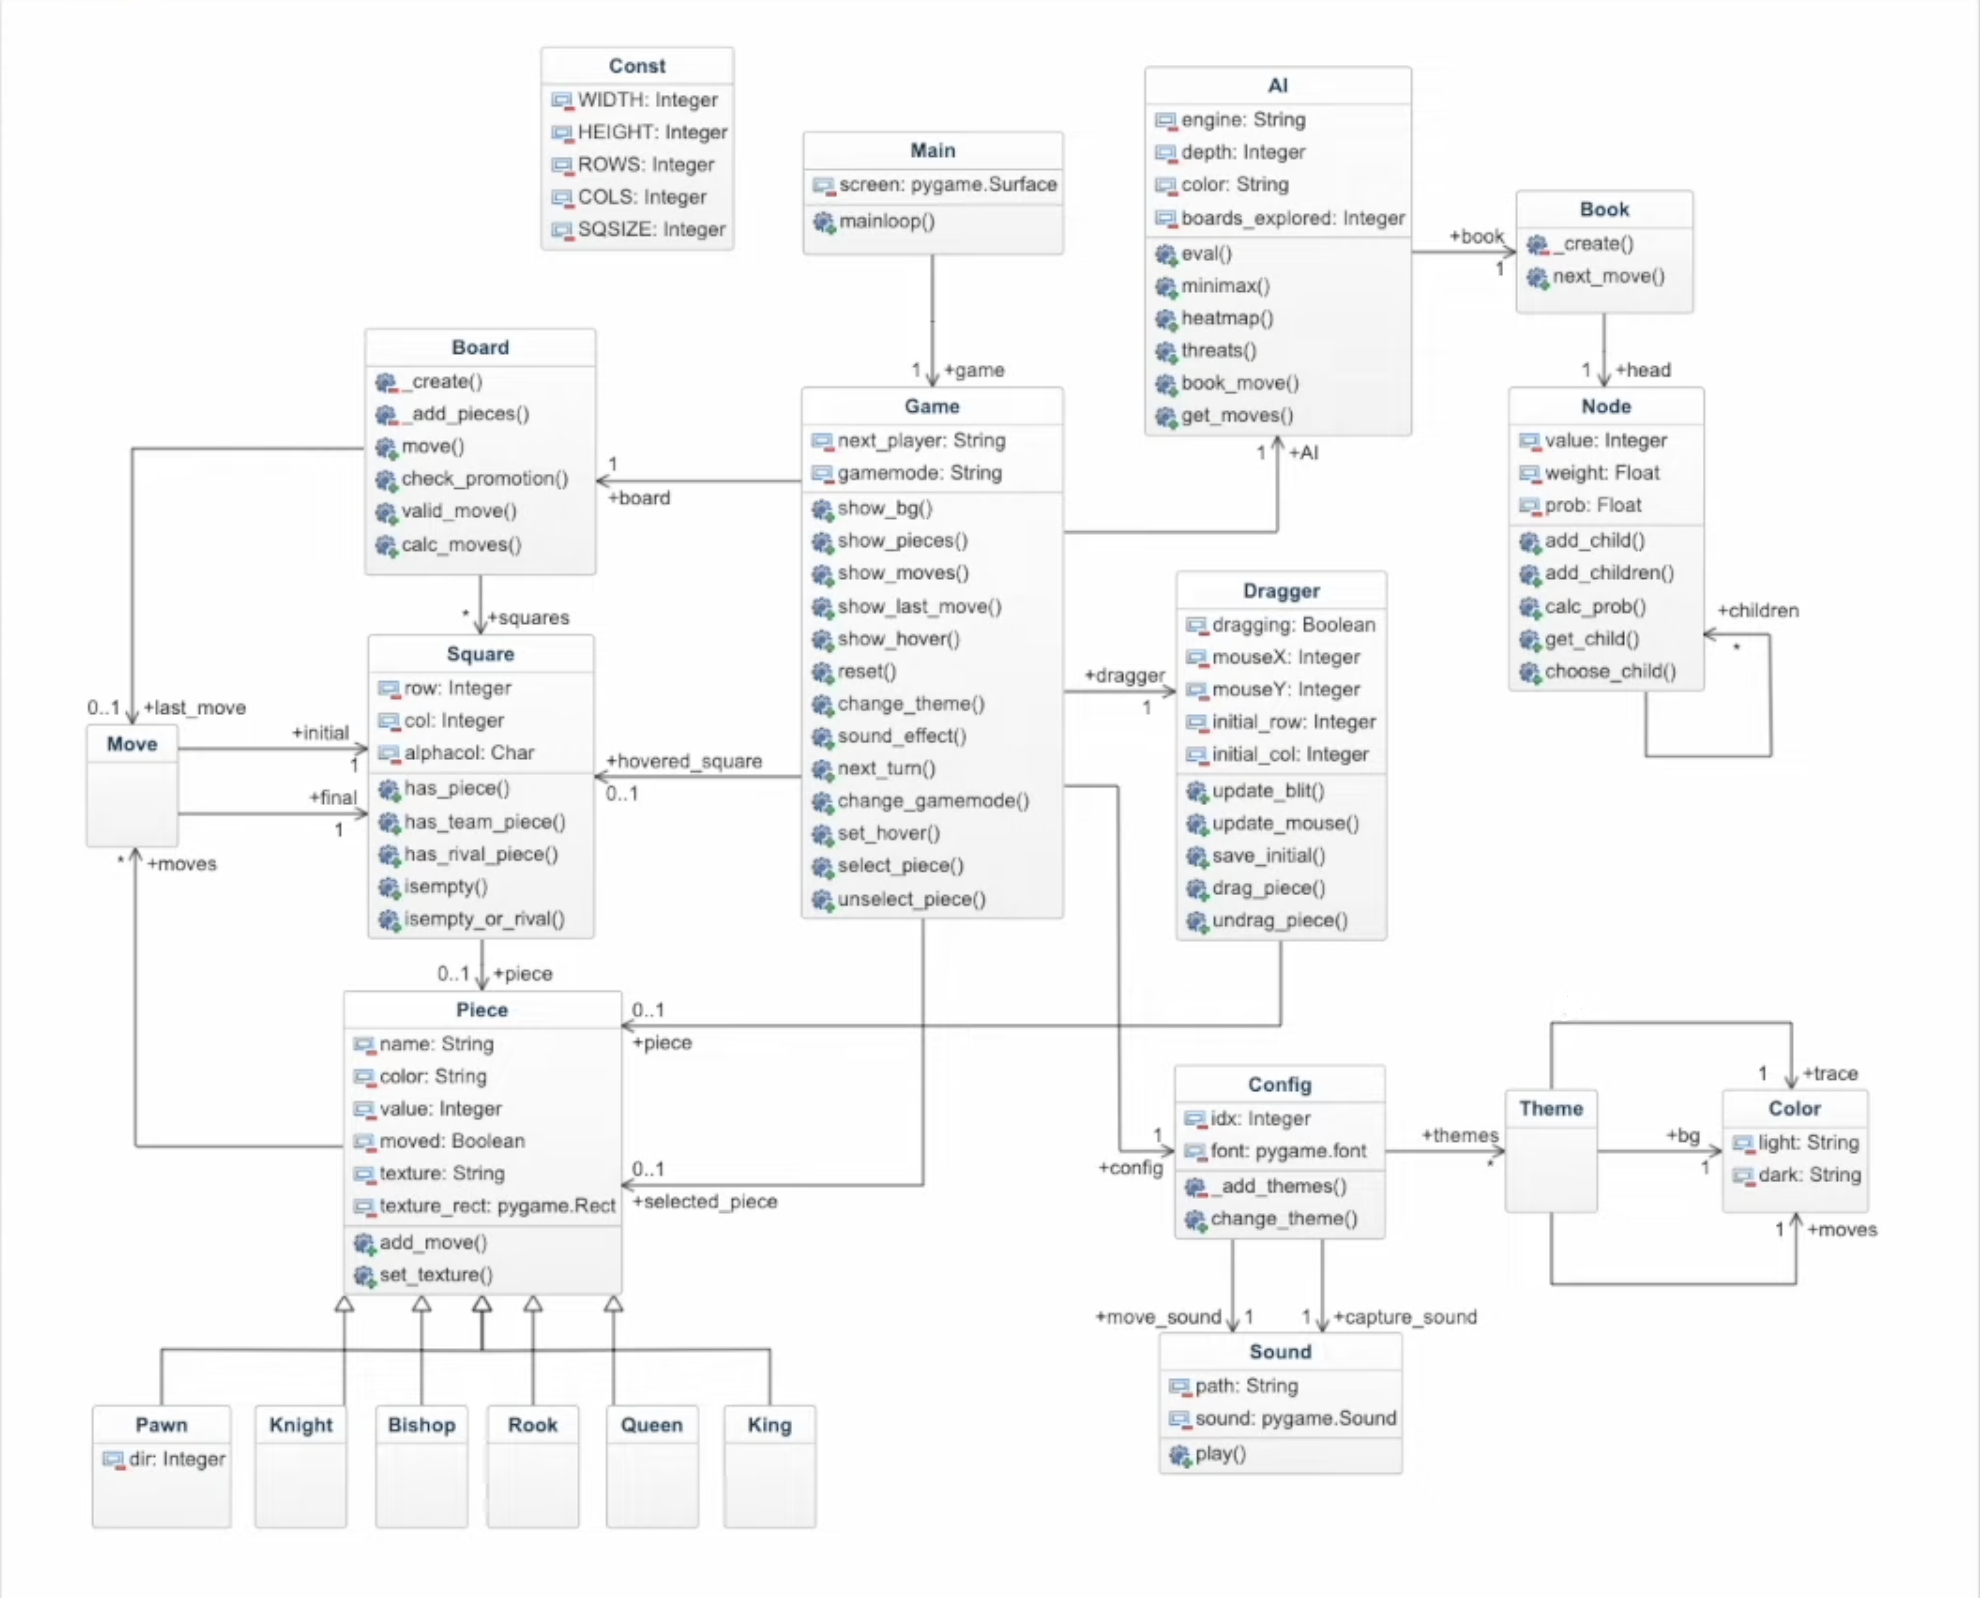 Const
WIDTH: Integer
HEIGHT: Integer
ROWS: Integer
COLS: Integer
SQSIZE: Integer
Main
screen: pygame.Surface
mainloop()
AI
engine: String
depth: Integer
color: String
boards_explored: Integer
eval()
minimax()
heatmap()
threats()
book_move()
get_moves()
+book
1
Book
_create()
next_move()
1
+head
Node
value: Integer
weight: Float
prob: Float
add_child()
add_children()
calc_prob()
get_child()
choose_child()
+children
*
Board
_create()
_add_pieces()
move()
check_promotion()
valid_move()
calc_moves()
1
+game
Game
next_player: String
gamemode: String
show_bg()
show_pieces()
show_moves()
show_last_move()
show_hover()
reset()
change_theme()
sound_effect()
next_turn()
change_gamemode()
set_hover()
select_piece()
unselect_piece()
1
+board
1
+AI
* +squares
Square
row: Integer
col: Integer
alphacol: Char
has_piece()
has_team_piece()
has_rival_piece()
isempty()
isempty_or_rival()
0..1 +last_move
Move
+initial
1
+final
1
* +moves
+hovered_square
0..1
+dragger
1
Dragger
dragging: Boolean
mouseX: Integer
mouseY: Integer
initial_row: Integer
initial_col: Integer
update_blit()
update_mouse()
save_initial()
drag_piece()
undrag_piece()
0..1 +piece
Piece
name: String
color: String
value: Integer
moved: Boolean
texture: String
texture_rect: pygame.Rect
add_move()
set_texture()
0..1
+piece
0..1
+selected_piece
1
+config
Config
idx: Integer
font: pygame.font
_add_themes()
change_theme()
+themes
*
Theme
+bg
1
1 +trace
Color
light: String
dark: String
1 +moves
+move_sound 1
1 +capture_sound
Sound
path: String
sound: pygame.Sound
play()
Pawn
dir: Integer
Knight
Bishop
Rook
Queen
King